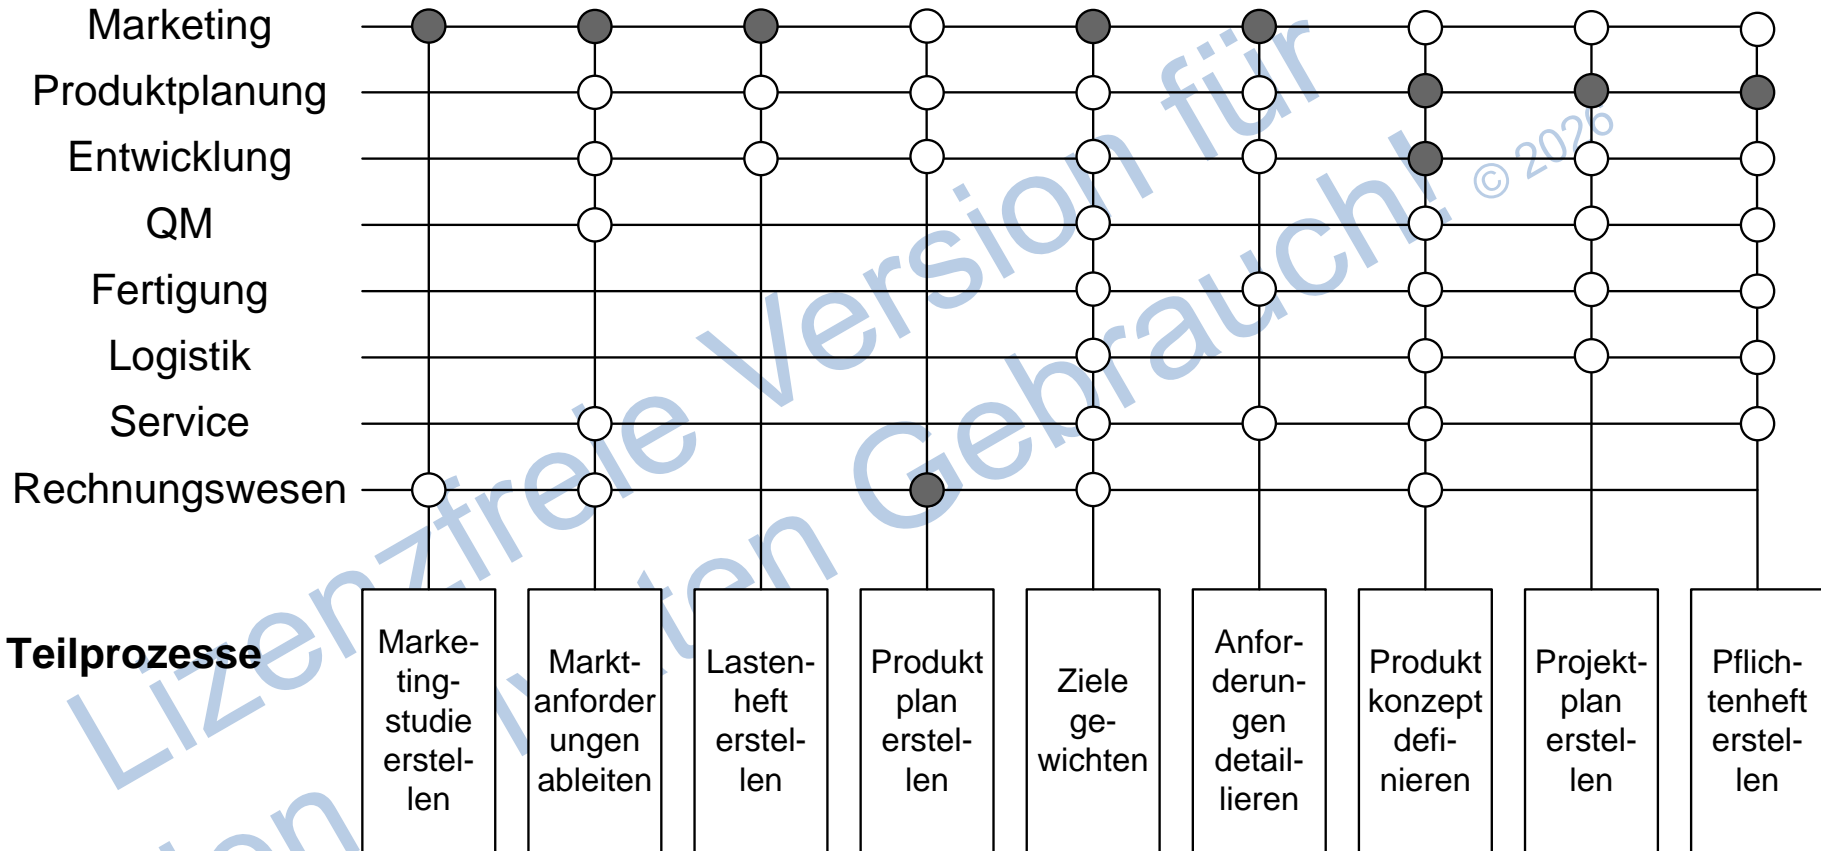 Marketing
Produktplanung
Entwicklung
QM
Fertigung
Logistik
Service
Rechnungswesen
Teilprozesse
Marke-
ting-
studie
erstel-
len
Markt-
anforder
ungen
ableiten
Lasten-
heft
erstel-
len
Produkt
plan
erstel-
len
Ziele
ge-
wichten
Anfor-
derun-
gen
detail-
lieren
Produkt
konzept
defi-
nieren
Projekt-
plan
erstel-
len
Pflich-
tenheft
erstel-
len
Lizenzfreie Version für
Gebrauch! © 2026